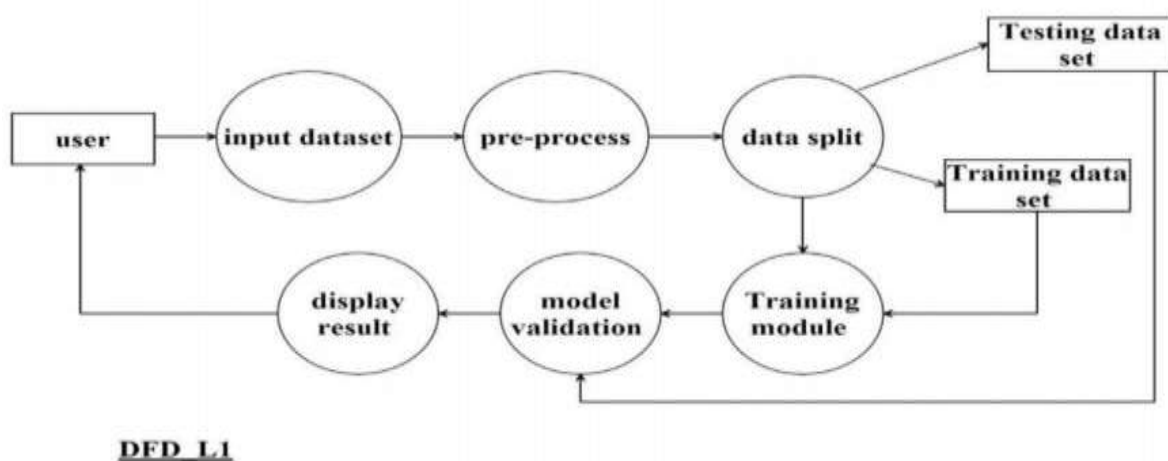 Testing data
set
user
input dataset
pre-process
data split
Training data
set
display
result
model
validation
Training
module
DFD_L1